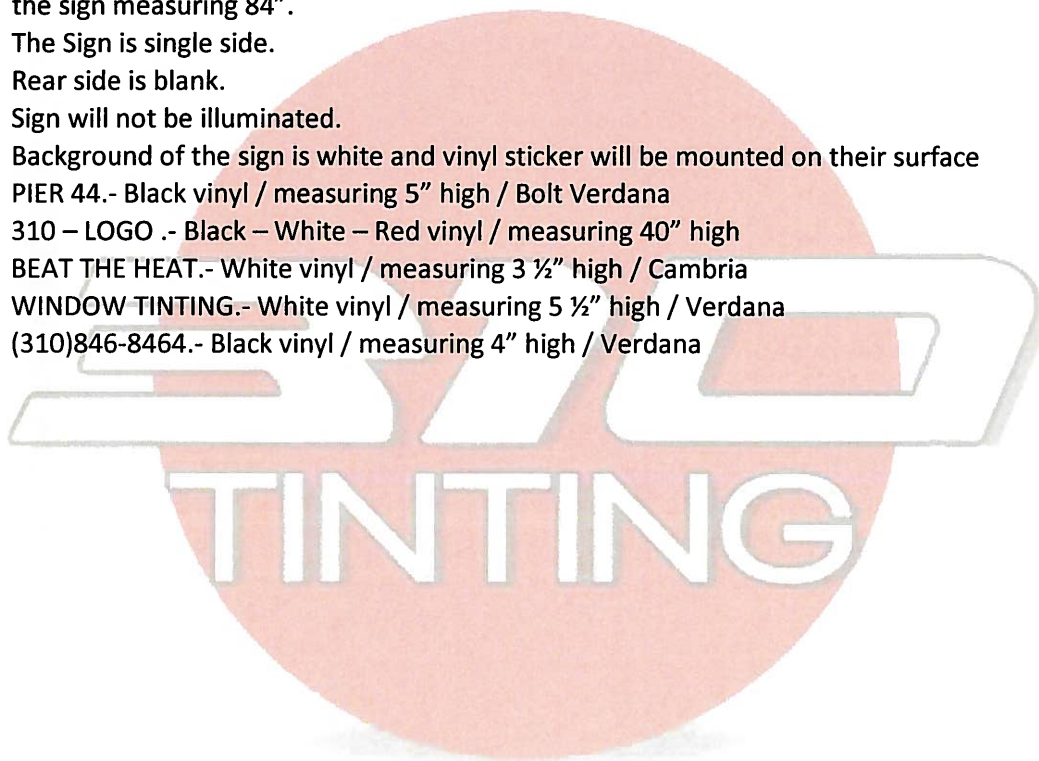 the sign measuring 84”.
The Sign is single side.
Rear side is blank.
Sign will not be illuminated.
Background of the sign is white and vinyl sticker will be mounted on their surface
PIER 44.- Black vinyl / measuring 5” high / Bolt Verdana
310 – LOGO .- Black – White – Red vinyl / measuring 40” high
BEAT THE HEAT.- White vinyl / measuring 3 ½” high / Cambria
WINDOW TINTING.- White vinyl / measuring 5 ½” high / Verdana
(310)846-8464.- Black vinyl / measuring 4” high / Verdana
310
TINTING